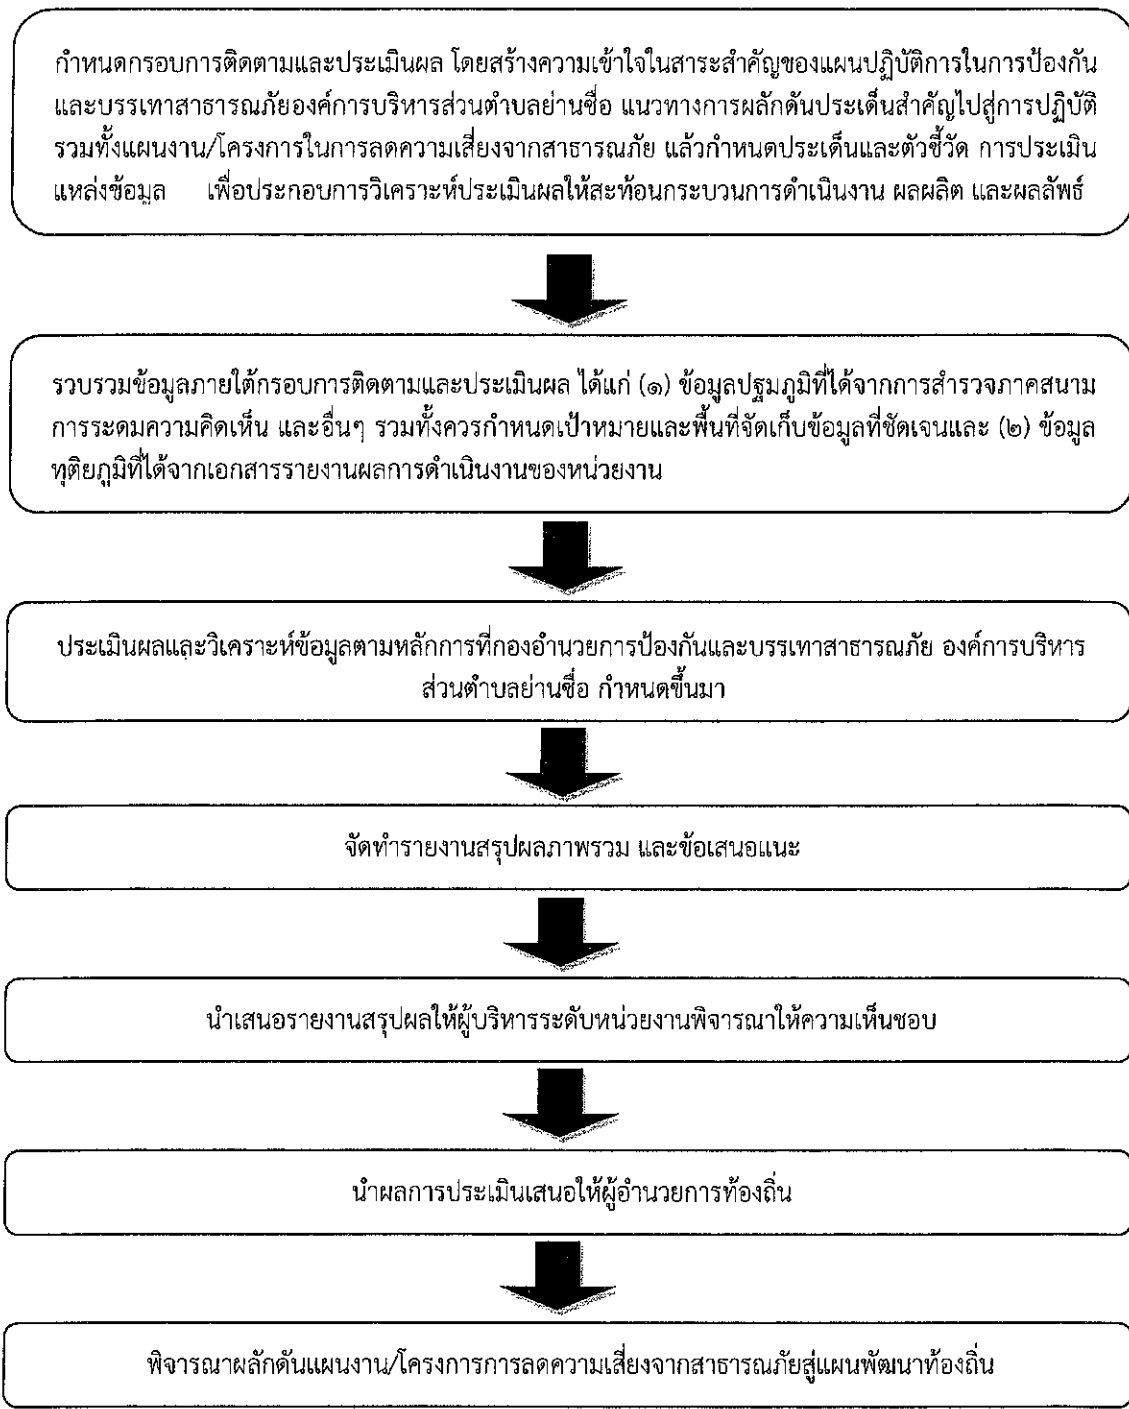 กำหนดกรอบการติดตามและประเมินผล โดยสร้างความเข้าใจในสาระสำคัญของแผนปฏิบัติการในการป้องกัน
และบรรเทาสาธารณภัยองค์การบริหารส่วนตำบลย่านซื่อ แนวทางการผลักดันประเด็นสำคัญไปสู่การปฏิบัติ
รวมทั้งแผนงาน/โครงการในการลดความเสี่ยงจากสาธารณภัย แล้วกำหนดประเด็นและตัวชี้วัด การประเมิน
แหล่งข้อมูล เพื่อประกอบการวิเคราะห์ประเมินผลให้สะท้อนกระบวนการดำเนินงาน ผลผลิต และผลลัพธ์
รวบรวมข้อมูลภายใต้กรอบการติดตามและประเมินผล ได้แก่ (๑) ข้อมูลปฐมภูมิที่ได้จากการสำรวจภาคสนาม
การระดมความคิดเห็น และอื่นๆ รวมทั้งควรกำหนดเป้าหมายและพื้นที่จัดเก็บข้อมูลที่ชัดเจนและ (๒) ข้อมูล
ทุติยภูมิที่ได้จากเอกสารรายงานผลการดำเนินงานของหน่วยงาน
ประเมินผลและวิเคราะห์ข้อมูลตามหลักการที่กองอำนวยการป้องกันและบรรเทาสาธารณภัย องค์การบริหาร
ส่วนตำบลย่านซื่อ กำหนดขึ้นมา
จัดทำรายงานสรุปผลภาพรวม และข้อเสนอแนะ
นำเสนอรายงานสรุปผลให้ผู้บริหารระดับหน่วยงานพิจารณาให้ความเห็นชอบ
นำผลการประเมินเสนอให้ผู้อำนวยการท้องถิ่น
พิจารณาผลักดันแผนงาน/โครงการการลดความเสี่ยงจากสาธารณภัยสู่แผนพัฒนาท้องถิ่น